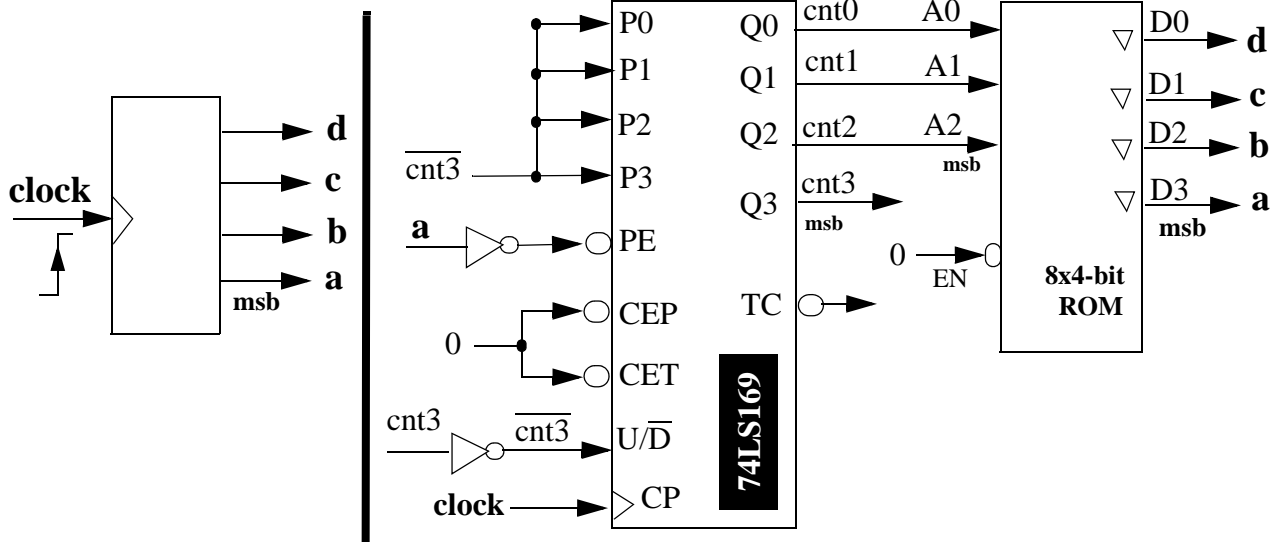 clock
d
c
b
a
msb
cnt3
a
0
cnt3
cnt3
clock
P0
P1
P2
P3
PE
CEP
CET
U/D
CP
Q0
Q1
Q2
Q3
TC
74LS169
cnt0
cnt1
cnt2
cnt3
msb
A0
A1
A2
msb
0
EN
8x4-bit
ROM
D0
D1
D2
D3
msb
d
c
b
a